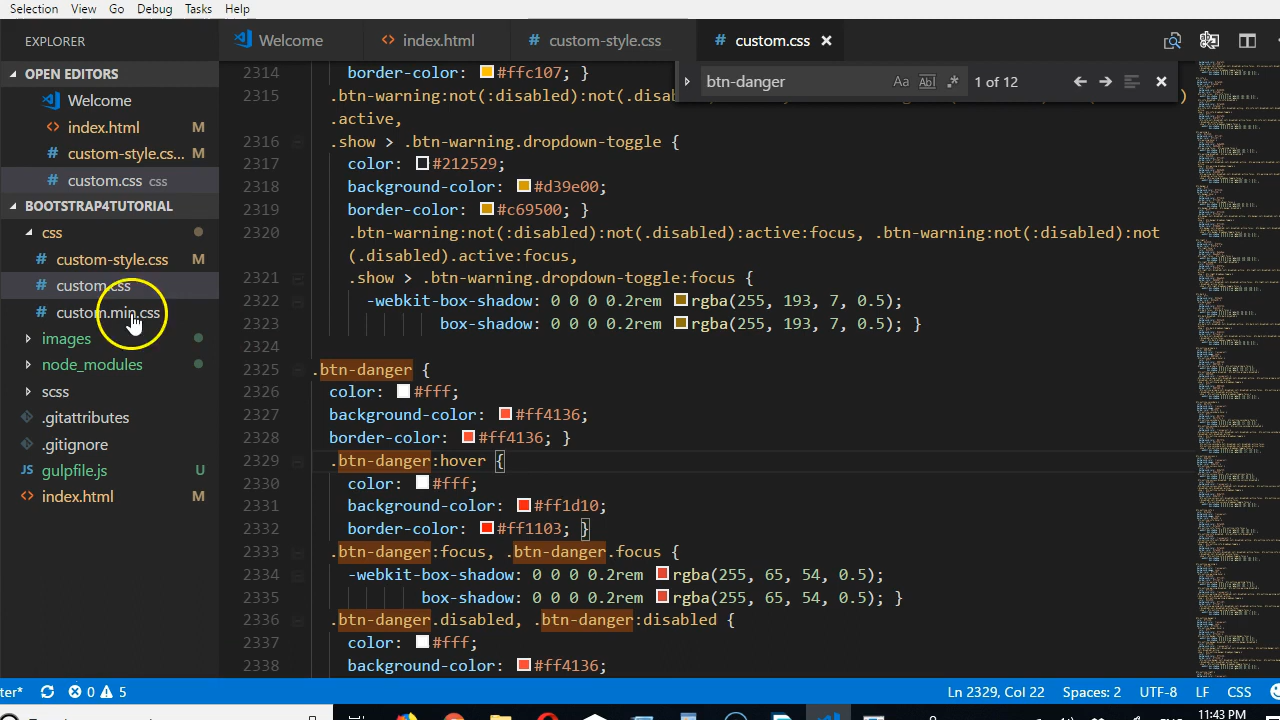 Selection View Go Debug Tasks Help
EXPLORER
Welcome index.html custom-style.css custom.css
OPEN EDITORS
Welcome
index.html M
custom-style.cs... M
custom.css css
BOOTSTRAP4TUTORIAL
css
custom-style.css M
custom.css
custom.min.css
images
node_modules
scss
.gitattributes
.gitignore
JS gulpfile.js U
index.html M
btn-danger Aa Abl .* 1 of 12
2314 border-color: #ffc107; }
2315 .btn-warning:not(:disabled):not(.disab )
.active,
2316 .show > .btn-warning.dropdown-toggle {
2317 color: #212529;
2318 background-color: #d39e00;
2319 border-color: #c69500; }
2320 .btn-warning:not(:disabled):not(.disabled):active:focus, .btn-warning:not(:disabled):not
(.disabled).active:focus,
2321 .show > .btn-warning.dropdown-toggle:focus {
2322 -webkit-box-shadow: 0 0 0 0.2rem rgba(255, 193, 7, 0.5);
2323 box-shadow: 0 0 0 0.2rem rgba(255, 193, 7, 0.5); }
2324
2325 .btn-danger {
2326 color: #fff;
2327 background-color: #ff4136;
2328 border-color: #ff4136; }
2329 .btn-danger:hover {
2330 color: #fff;
2331 background-color: #ff1d10;
2332 border-color: #ff1103; }
2333 .btn-danger:focus, .btn-danger.focus {
2334 -webkit-box-shadow: 0 0 0 0.2rem rgba(255, 65, 54, 0.5);
2335 box-shadow: 0 0 0 0.2rem rgba(255, 65, 54, 0.5); }
2336 .btn-danger.disabled, .btn-danger:disabled {
2337 color: #fff;
2338 background-color: #ff4136;
ter* 0 5 Ln 2329, Col 22 Spaces: 2 UTF-8 LF CSS
11:43 PM